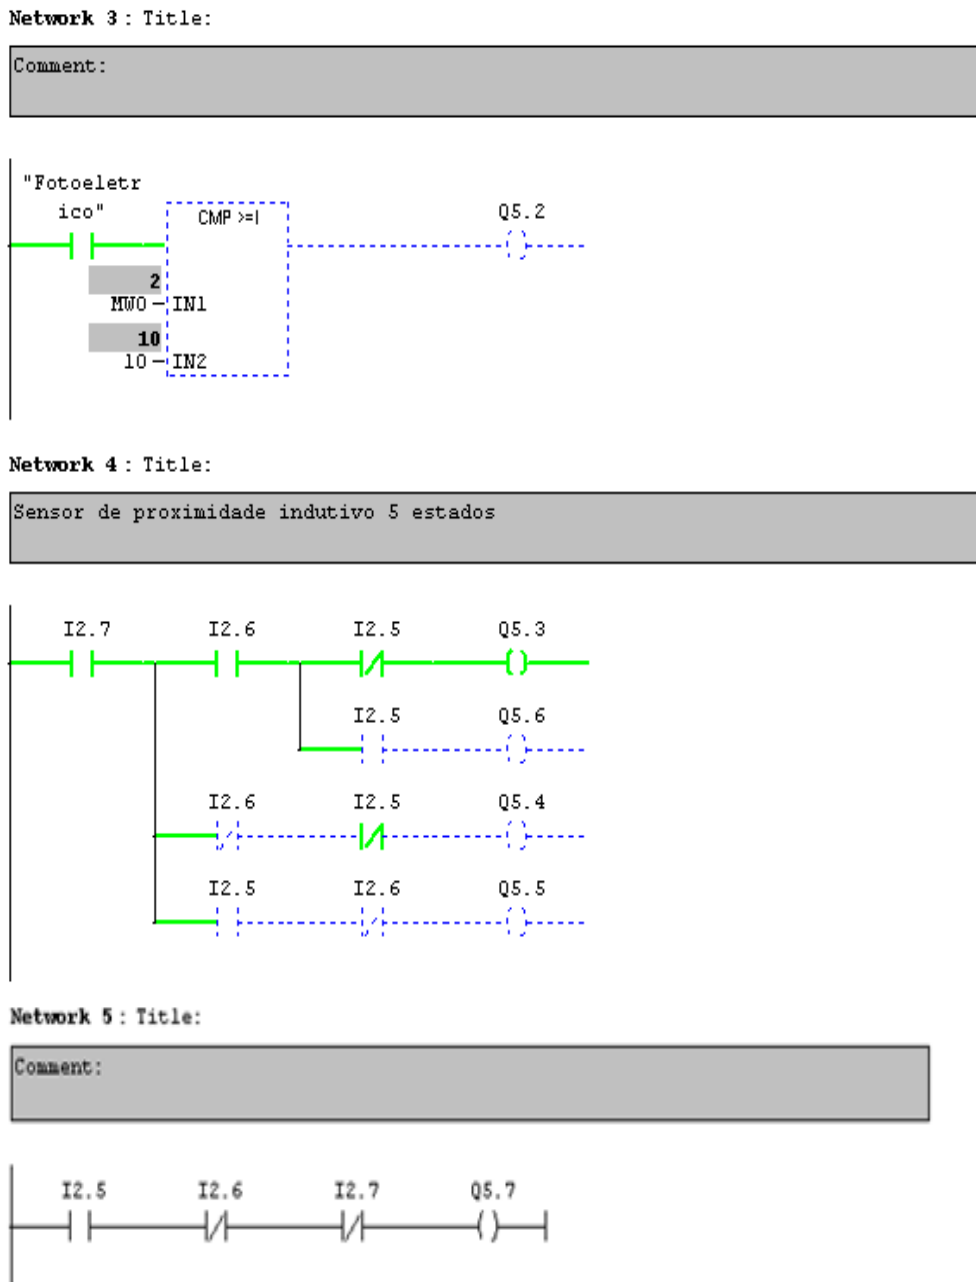 Network 3 : Title:
Comment:
"Fotoeletr
ico"
CMP >=I
Q5.2
2
MW0 IN1
10
10 IN2
Network 4 : Title:
Sensor de proximidade indutivo 5 estados
I2.7 I2.6 I2.5 Q5.3
I2.5 Q5.6
I2.6 I2.5 Q5.4
I2.5 I2.6 Q5.5
Network 5 : Title:
Comment:
I2.5 I2.6 I2.7 Q5.7